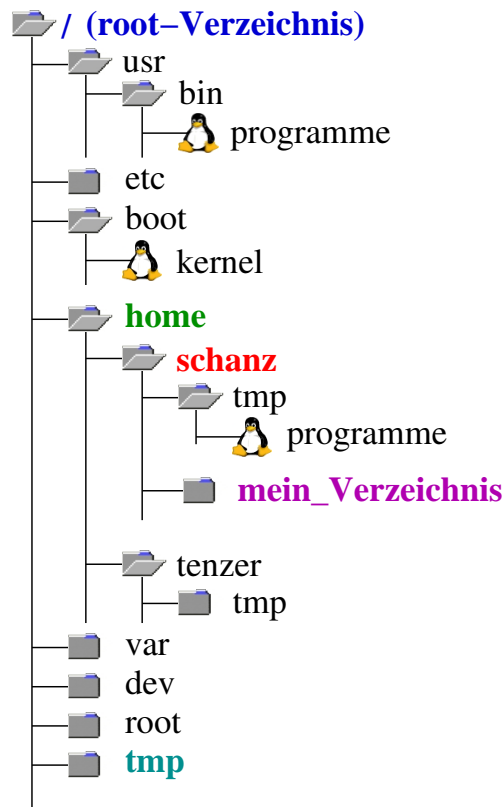 / (root−Verzeichnis)
usr
bin
programme
etc
boot
kernel
home
schanz
tmp
programme
mein_Verzeichnis
tenzer
tmp
var
dev
root
tmp